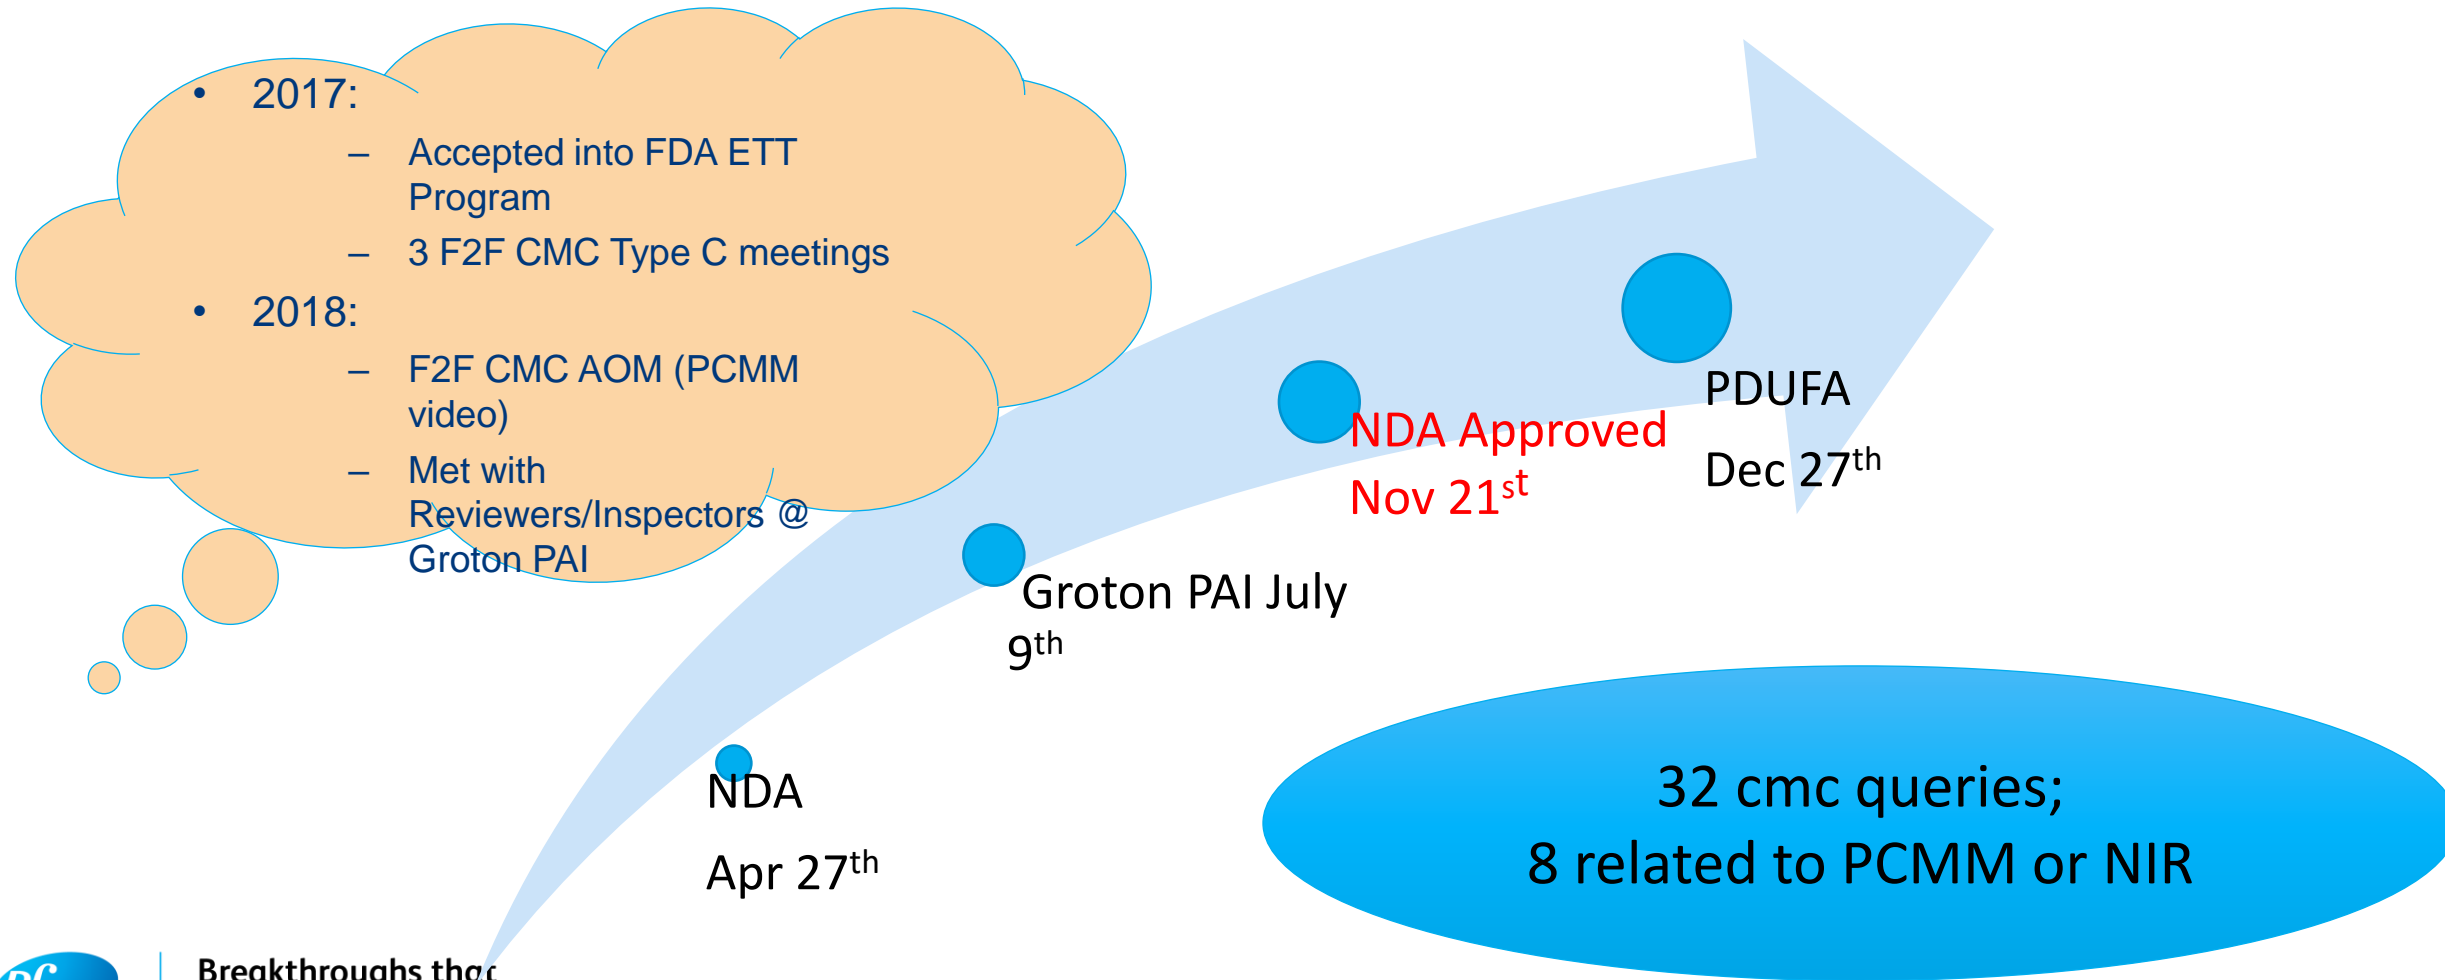 • 2017:
– Accepted into FDA ETT
Program
– 3 F2F CMC Type C meetings
• 2018:
– F2F CMC AOM (PCMM
video)
– Met with
Reviewers/Inspectors @
Groton PAI
NDA
Apr 27th
Groton PAI July
9th
NDA Approved
Nov 21st
PDUFA
Dec 27th
32 cmc queries;
8 related to PCMM or NIR
Breakthroughs that